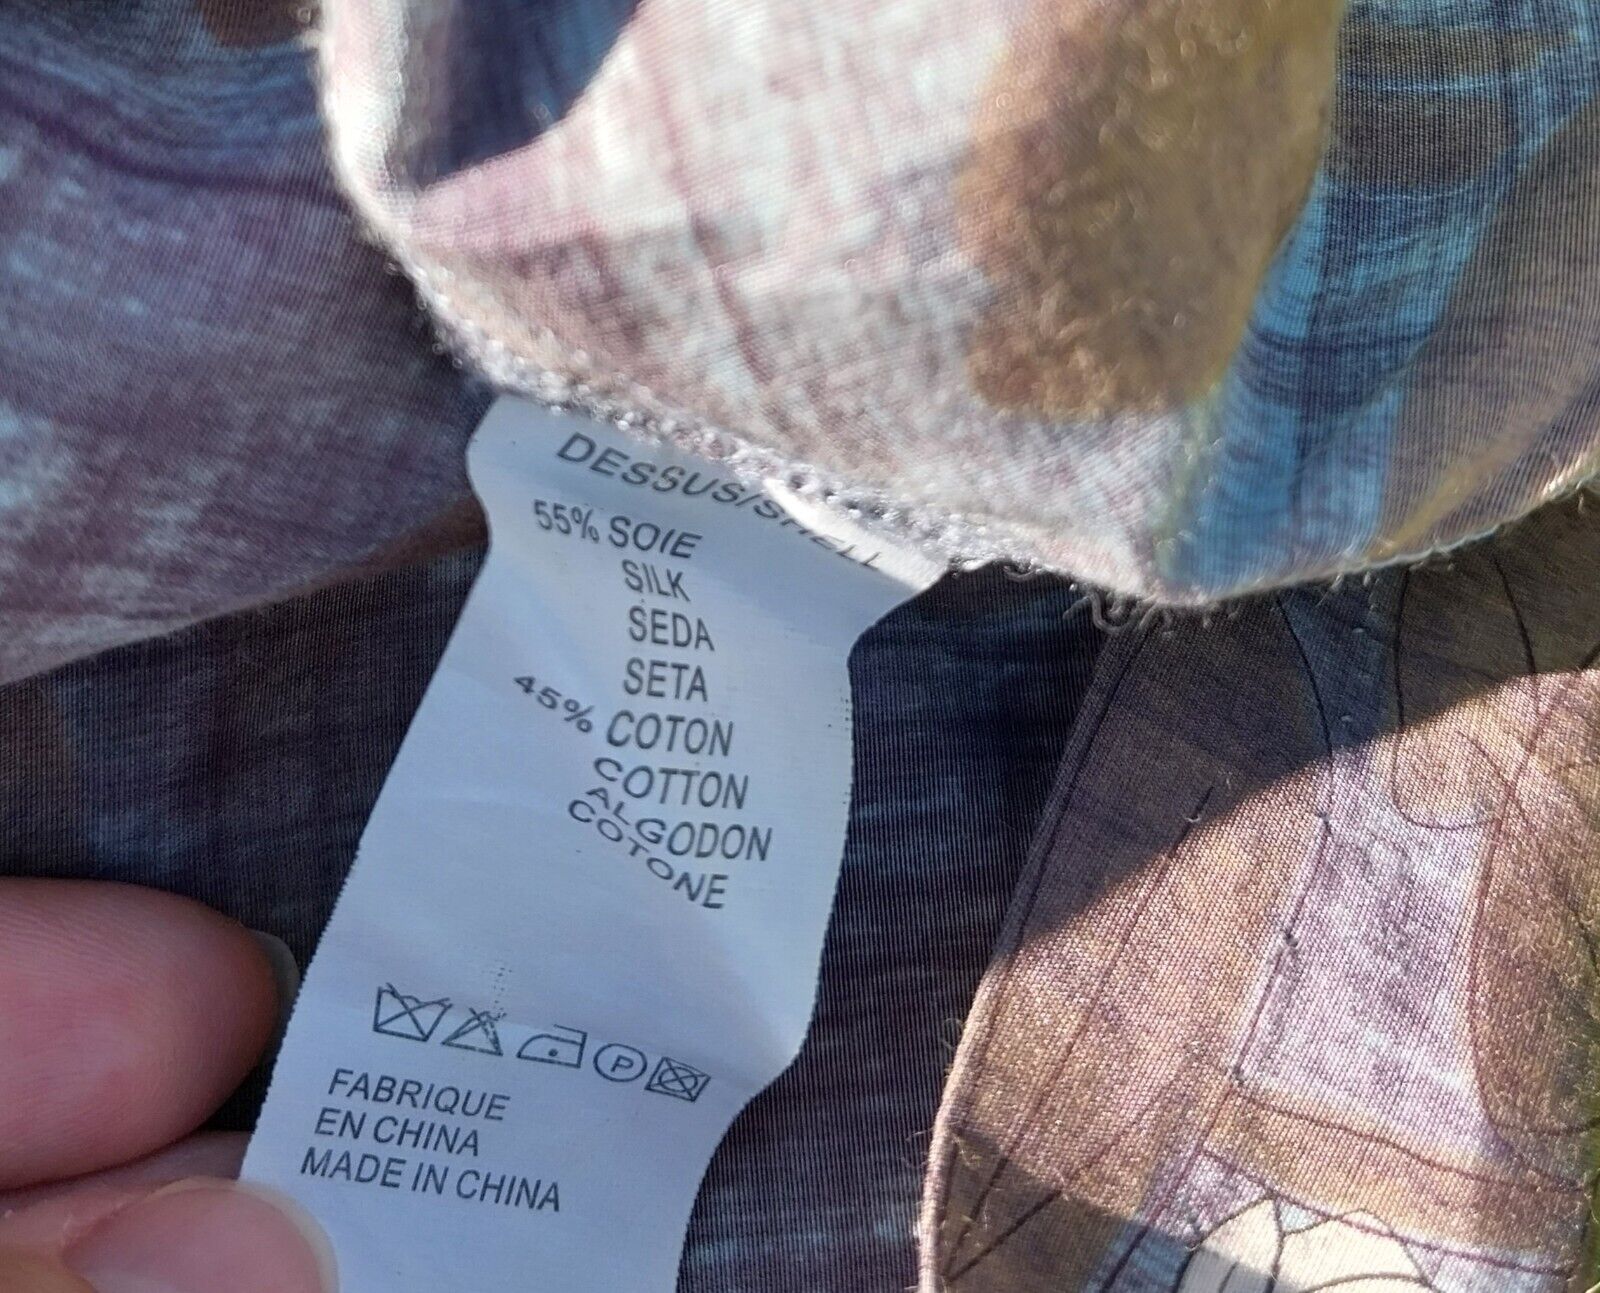 DESSUS/SHELL
55% SOIE
SILK
SEDA
SETA
45% COTON
COTTON
ALGODON
COTONE
P
FABRIQUE
EN CHINA
MADE IN CHINA